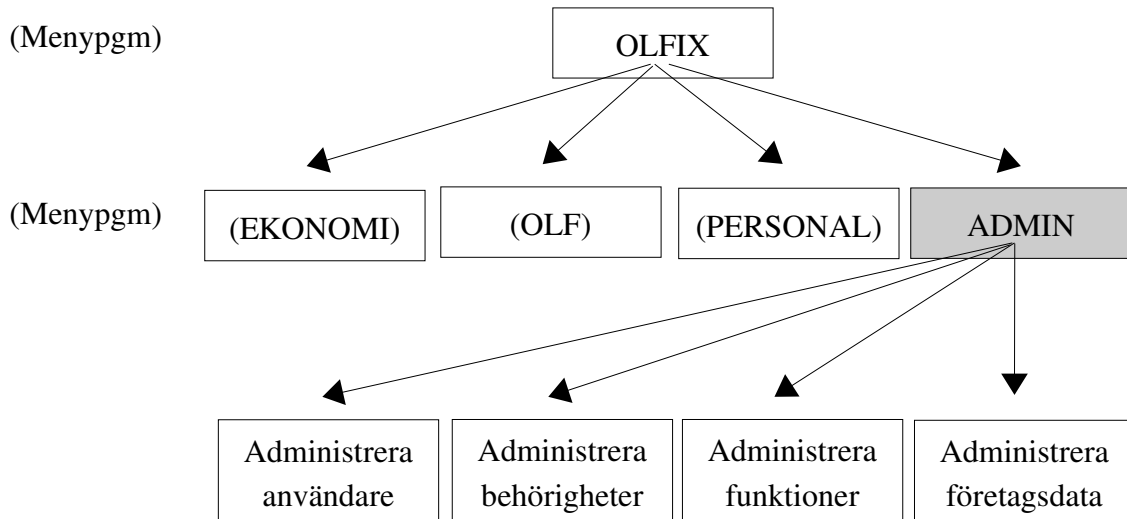 (Menypgm)
OLFIX
(Menypgm)
(EKONOMI)
(OLF)
(PERSONAL)
ADMIN
Administrera
användare
Administrera
behörigheter
Administrera
funktioner
Administrera
företagsdata